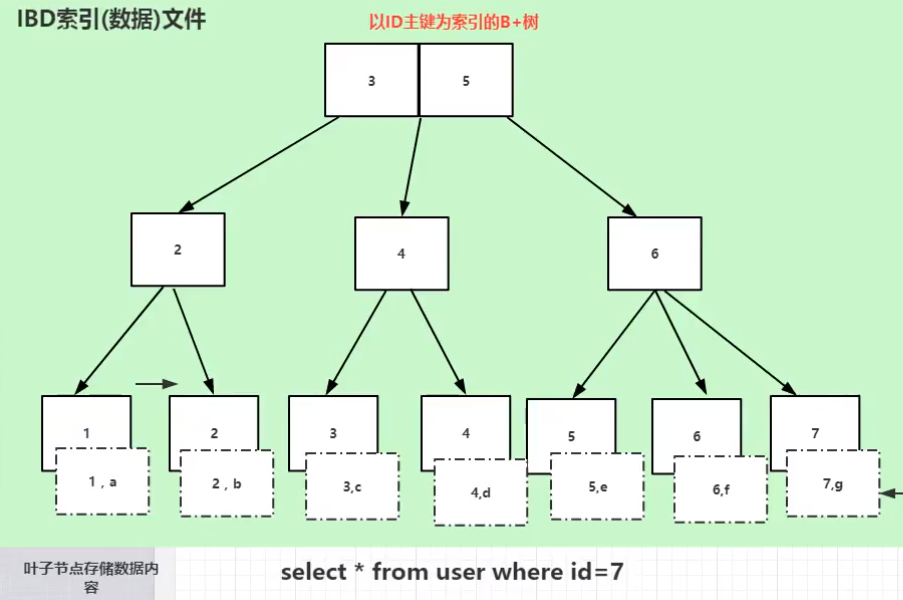 IBD索引(数据)文件
以ID主键为索引的B+树
3 5
2 4 6
1 2 3 4 5 6 7
1 , a 2 , b 3,c 4,d 5,e 6,f 7,g
叶子节点存储数据内
容
select * from user where id=7